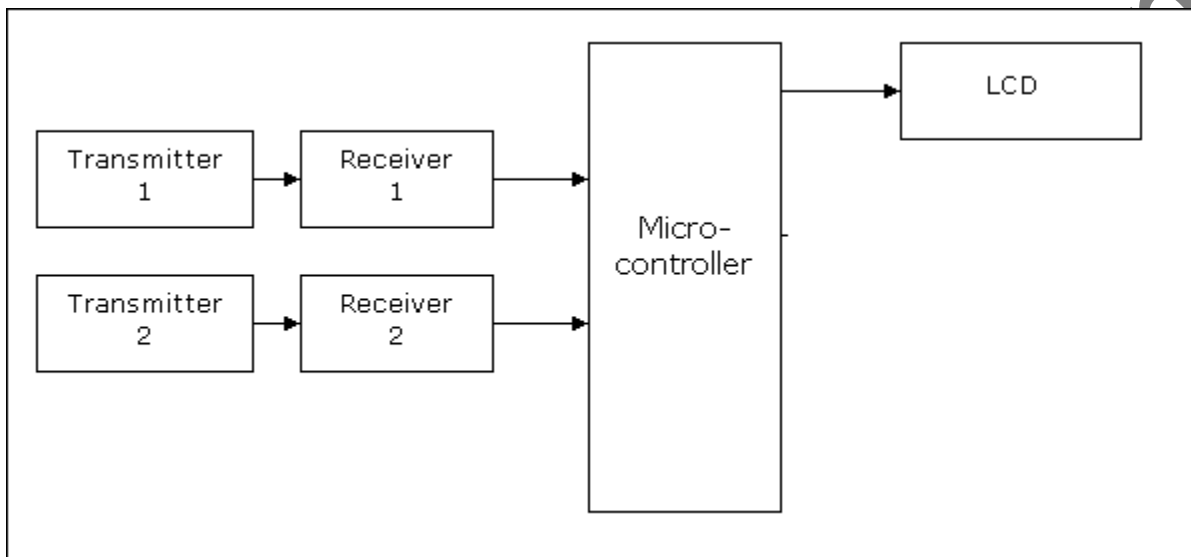 LCD
Transmitter
1
Receiver
1
Micro-
controller
Transmitter
2
Receiver
2